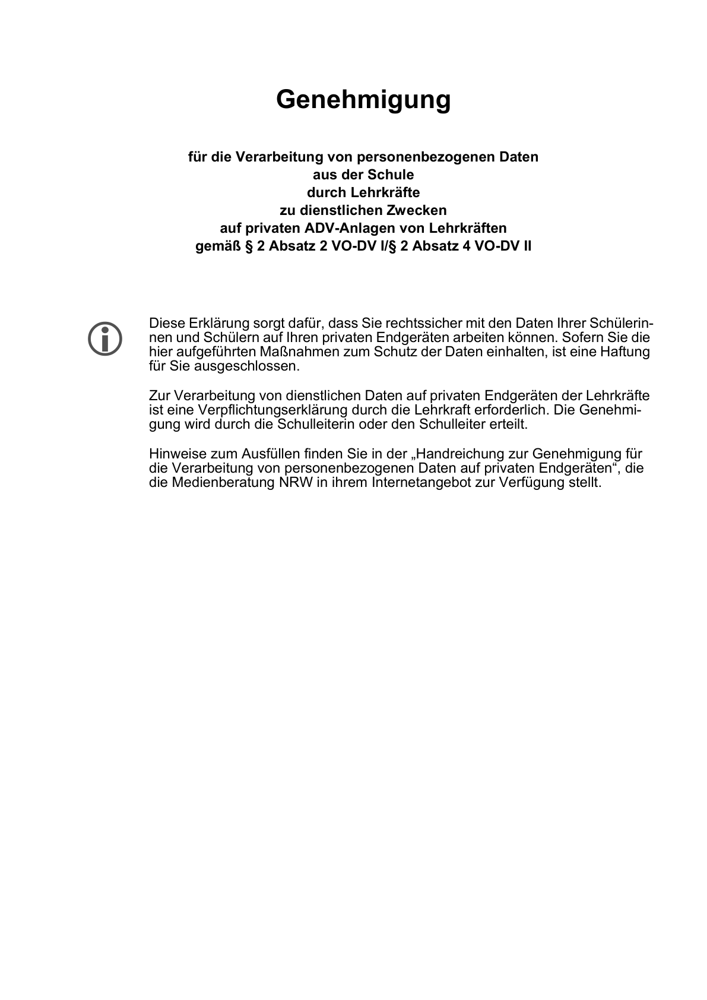 Genehmigung
für die Verarbeitung von personenbezogenen Daten
aus der Schule
durch Lehrkräfte
zu dienstlichen Zwecken
auf privaten ADV-Anlagen von Lehrkräften
gemäß § 2 Absatz 2 VO-DV I/§ 2 Absatz 4 VO-DV II
Diese Erklärung sorgt dafür, dass Sie rechtssicher mit den Daten Ihrer Schülerin-
nen und Schülern auf Ihren privaten Endgeräten arbeiten können. Sofern Sie die
hier aufgeführten Maßnahmen zum Schutz der Daten einhalten, ist eine Haftung
für Sie ausgeschlossen.
Zur Verarbeitung von dienstlichen Daten auf privaten Endgeräten der Lehrkräfte
ist eine Verpflichtungserklärung durch die Lehrkraft erforderlich. Die Genehmi-
gung wird durch die Schulleiterin oder den Schulleiter erteilt.
Hinweise zum Ausfüllen finden Sie in der „Handreichung zur Genehmigung für
die Verarbeitung von personenbezogenen Daten auf privaten Endgeräten“, die
die Medienberatung NRW in ihrem Internetangebot zur Verfügung stellt.